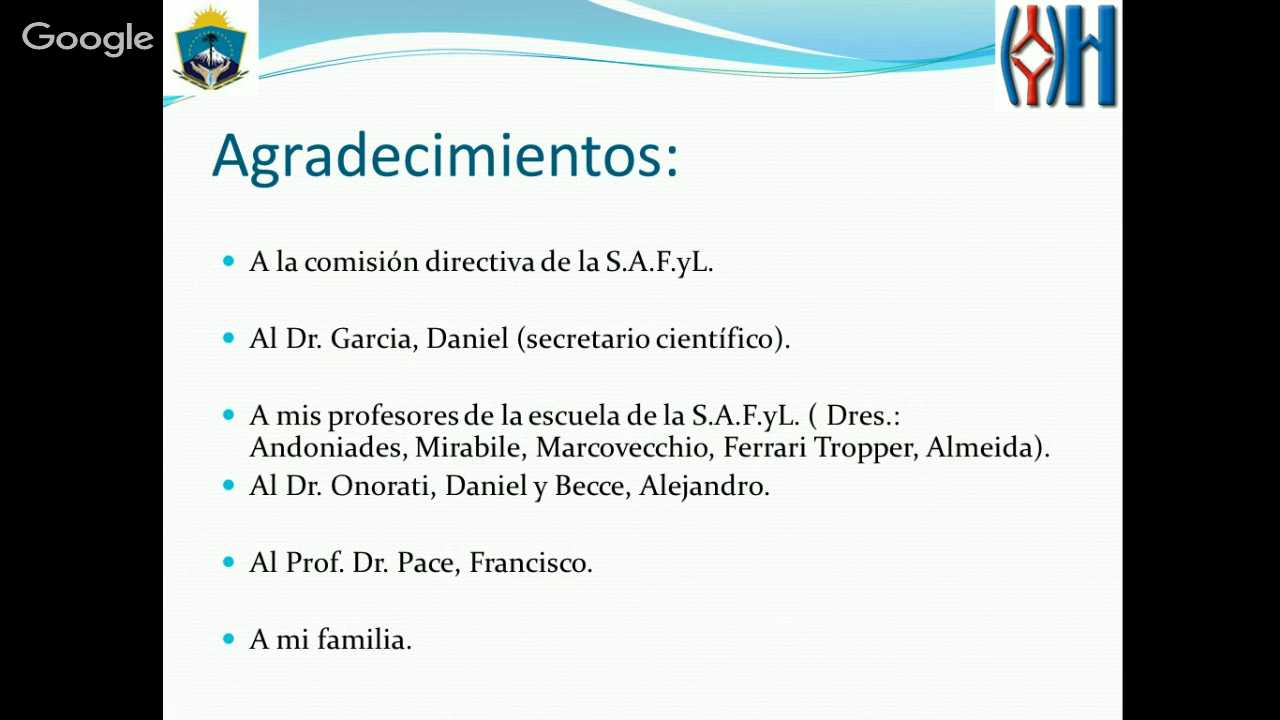 Google
Agradecimientos:
A la comisión directiva de la S.A.F.yL.
Al Dr. Garcia, Daniel (secretario científico).
A mis profesores de la escuela de la S.A.F.yL. ( Dres.:
Andoniades, Mirabile, Marcovecchio, Ferrari Tropper, Almeida).
Al Dr. Onorati, Daniel y Becce, Alejandro.
Al Prof. Dr. Pace, Francisco.
A mi familia.